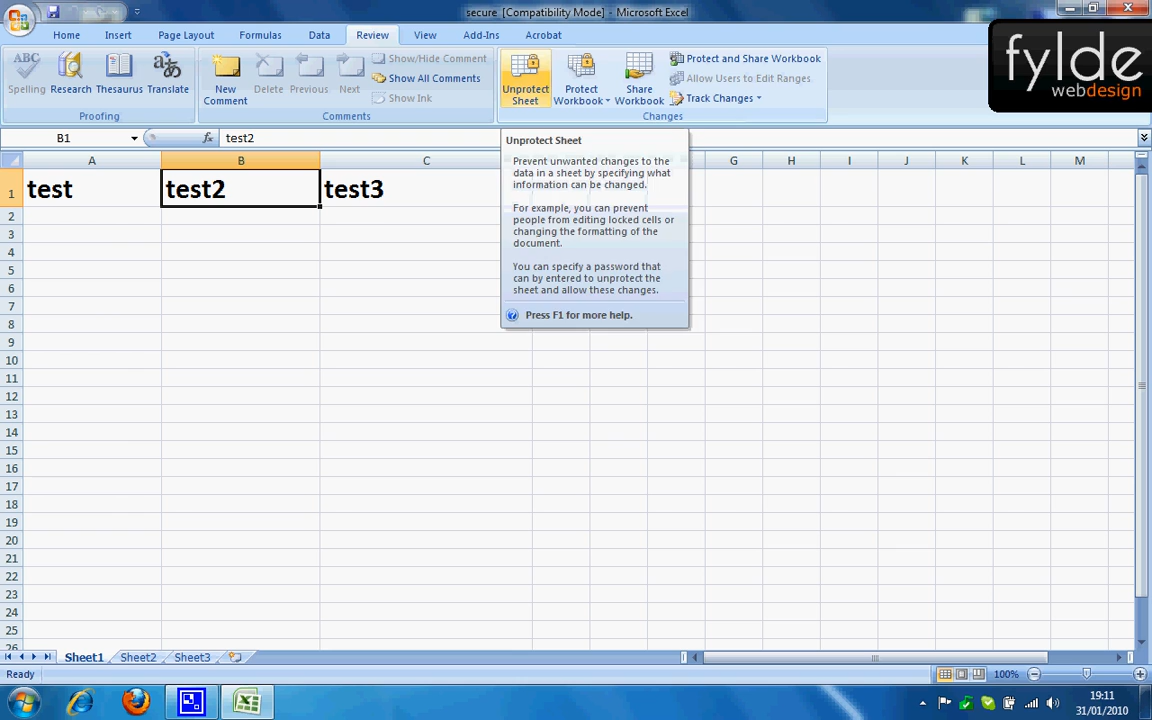 secure [Compatibility Mode] - Microsoft Excel
Home Insert Page Layout Formulas Data Review View Add-Ins Acrobat
fylde
webdesign
ABC
Spelling Research Thesaurus Translate
Proofing
New Comment Delete Previous Next
Show/Hide Comment
Show All Comments
Show Ink
Comments
Unprotect Sheet
Protect Workbook
Share Workbook
Protect and Share Workbook
Allow Users to Edit Ranges
Track Changes
Changes
B1 fx test2
Unprotect Sheet
Prevent unwanted changes to the
data in a sheet by specifying what
information can be changed.
For example, you can prevent
people from editing locked cells or
changing the formatting of the
document.
You can specify a password that
can by entered to unprotect the
sheet and allow these changes.
Press F1 for more help.
A B C G H I J K L M
1 test test2 test3
2
3
4
5
6
7
8
9
10
11
12
13
14
15
16
17
18
19
20
21
22
23
24
25
26
Sheet1 Sheet2 Sheet3
Ready 100%
19:11
31/01/2010